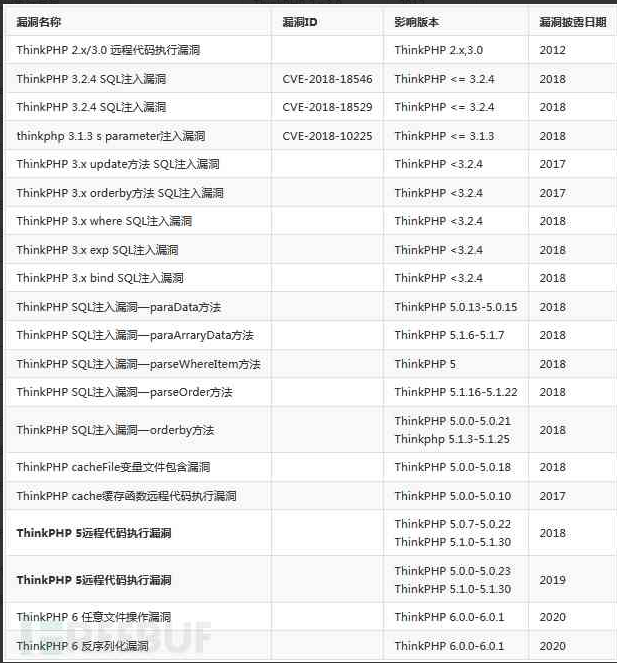 漏洞名称 漏洞ID 影响版本 漏洞披露日期
ThinkPHP 2.x/3.0 远程代码执行漏洞 ThinkPHP 2.x,3.0 2012
ThinkPHP 3.2.4 SQL注入漏洞 CVE-2018-18546 ThinkPHP <= 3.2.4 2018
ThinkPHP 3.2.4 SQL注入漏洞 CVE-2018-18529 ThinkPHP <= 3.2.4 2018
thinkphp 3.1.3 s parameter注入漏洞 CVE-2018-10225 ThinkPHP <= 3.1.3 2018
ThinkPHP 3.x update方法 SQL注入漏洞 ThinkPHP <3.2.4 2017
ThinkPHP 3.x orderby方法 SQL注入漏洞 ThinkPHP <3.2.4 2017
ThinkPHP 3.x where SQL注入漏洞 ThinkPHP <3.2.4 2018
ThinkPHP 3.x exp SQL注入漏洞 ThinkPHP <3.2.4 2018
ThinkPHP 3.x bind SQL注入漏洞 ThinkPHP <3.2.4 2018
ThinkPHP SQL注入漏洞—paraData方法 ThinkPHP 5.0.13-5.0.15 2018
ThinkPHP SQL注入漏洞—paraArraryData方法 ThinkPHP 5.1.6-5.1.7 2018
ThinkPHP SQL注入漏洞—parseWhereItem方法 ThinkPHP 5 2018
ThinkPHP SQL注入漏洞—parseOrder方法 ThinkPHP 5.1.16-5.1.22 2018
ThinkPHP SQL注入漏洞—orderby方法 ThinkPHP 5.0.0-5.0.21 2018
Thinkphp 5.1.3-5.1.25
ThinkPHP cacheFile变量文件包含漏洞 ThinkPHP 5.0.0-5.0.18 2018
ThinkPHP cache缓存函数远程代码执行漏洞 ThinkPHP 5.0.0-5.0.10 2017
ThinkPHP 5远程代码执行漏洞 ThinkPHP 5.0.7-5.0.22 2018
ThinkPHP 5.1.0-5.1.30
ThinkPHP 5远程代码执行漏洞 ThinkPHP 5.0.0-5.0.23 2019
ThinkPHP 5.1.0-5.1.30
ThinkPHP 6 任意文件操作漏洞 ThinkPHP 6.0.0-6.0.1 2020
ThinkPHP 6 反序列化漏洞 ThinkPHP 6.0.0-6.0.1 2020